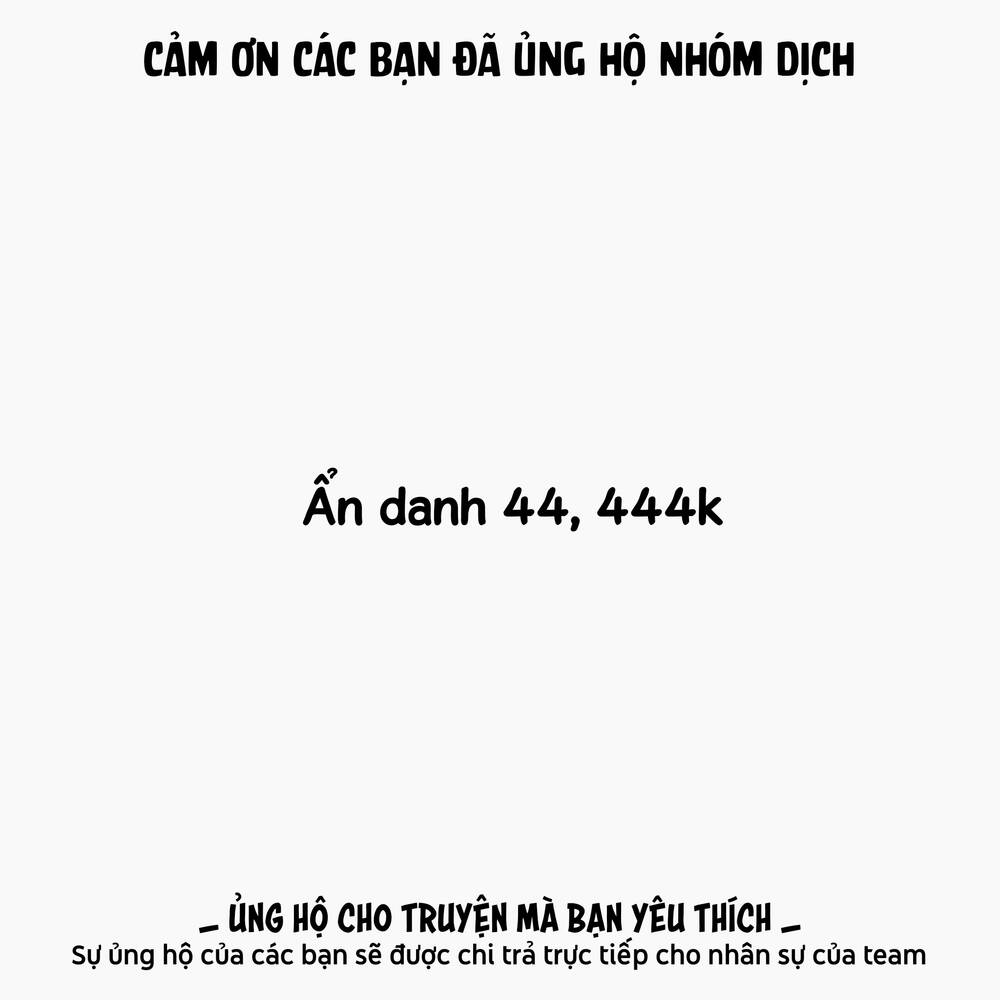 CẢM ƠN CÁC BẠN ĐÃ ỦNG HỘ NHÓM DỊCH
Ẩn danh 44, 444k
_ ỦNG HỘ CHO TRUYỆN MÀ BẠN YÊU THÍCH _
Sự ủng hộ của các bạn sẽ được chi trả trực tiếp cho nhân sự của team